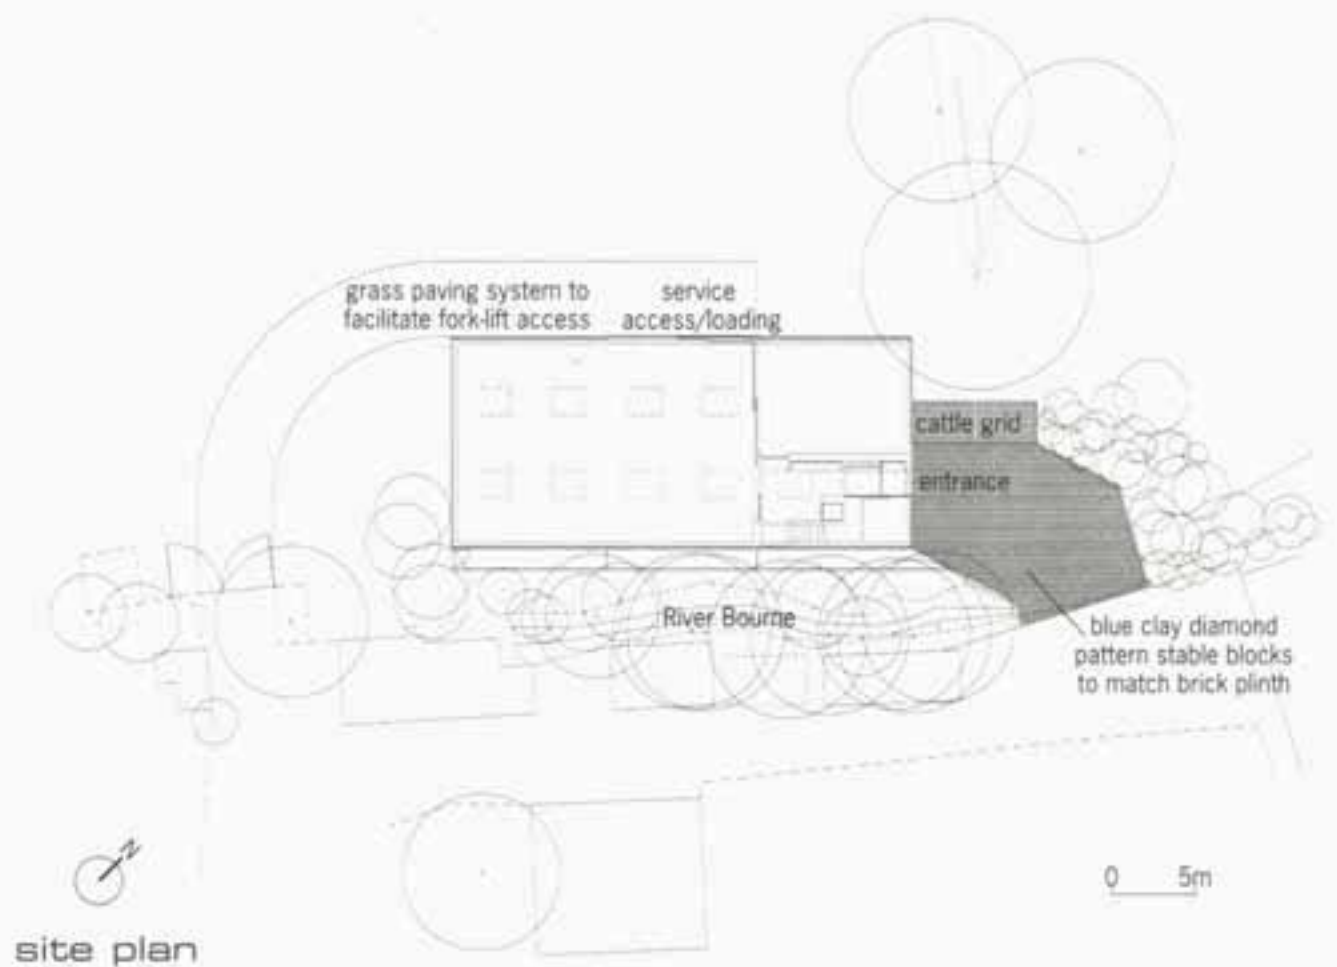 grass paving system to
facilitate fork-lift access
service
access/loading
cattle grid
entrance
River Bourne
blue clay diamond
pattern stable blocks
to match brick plinth
N
0 5m
site plan